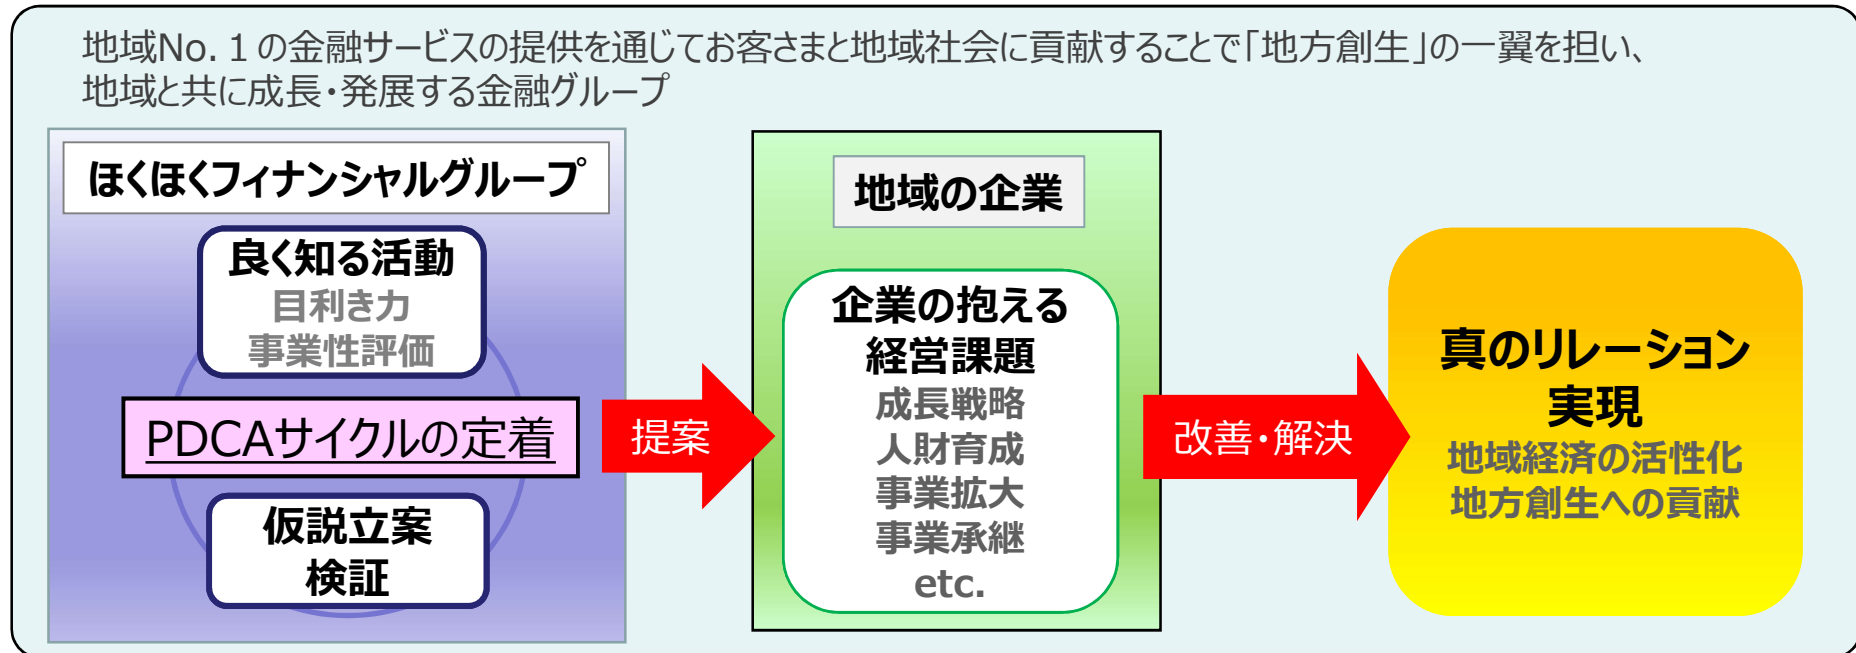 地域No.１の金融サービスの提供を通じてお客さまと地域社会に貢献することで「地方創生」の一翼を担い、
地域と共に成長・発展する金融グループ
ほくほくフィナンシャルグループ
良く知る活動
目利き力
事業性評価
PDCAサイクルの定着
仮説立案
検証
提案
地域の企業
企業の抱える
経営課題
成長戦略
人財育成
事業拡大
事業承継
etc.
改善・解決
真のリレーション
実現
地域経済の活性化
地方創生への貢献